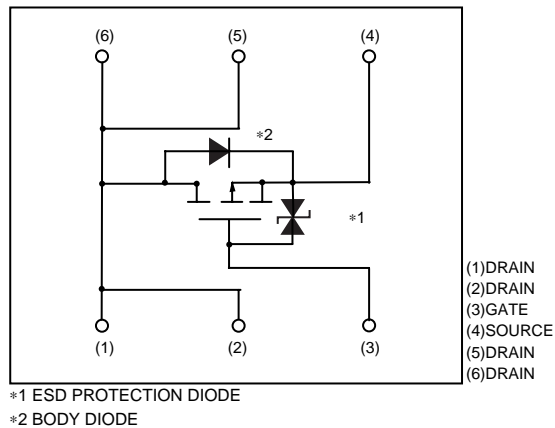 (6) (5) (4)
∗2
∗1
(1) (2) (3)
(1)DRAIN
(2)DRAIN
(3)GATE
(4)SOURCE
(5)DRAIN
(6)DRAIN
∗1 ESD PROTECTION DIODE
∗2 BODY DIODE